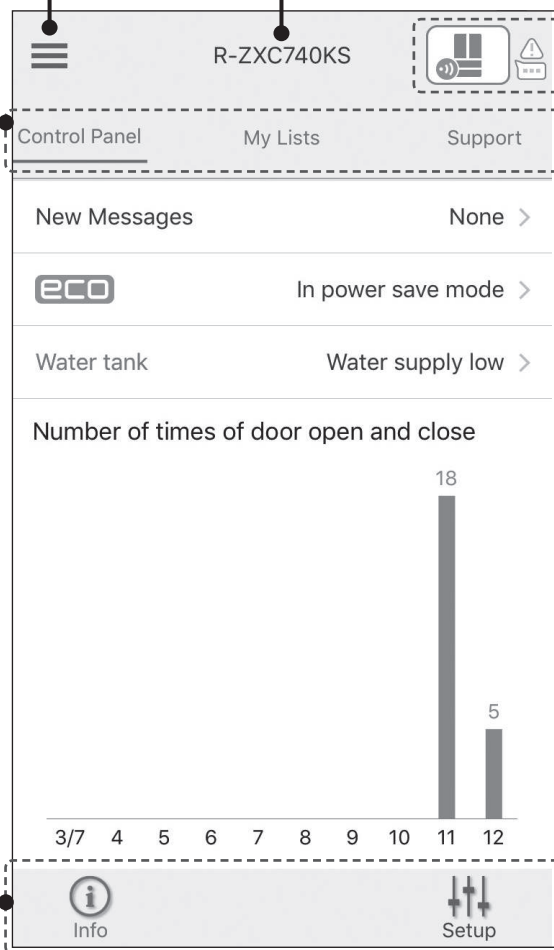 R-ZXC740KS
Control Panel My Lists Support
New Messages None
eco In power save mode
Water tank Water supply low
Number of times of door open and close
18
5
3/7 4 5 6 7 8 9 10 11 12
Info Setup